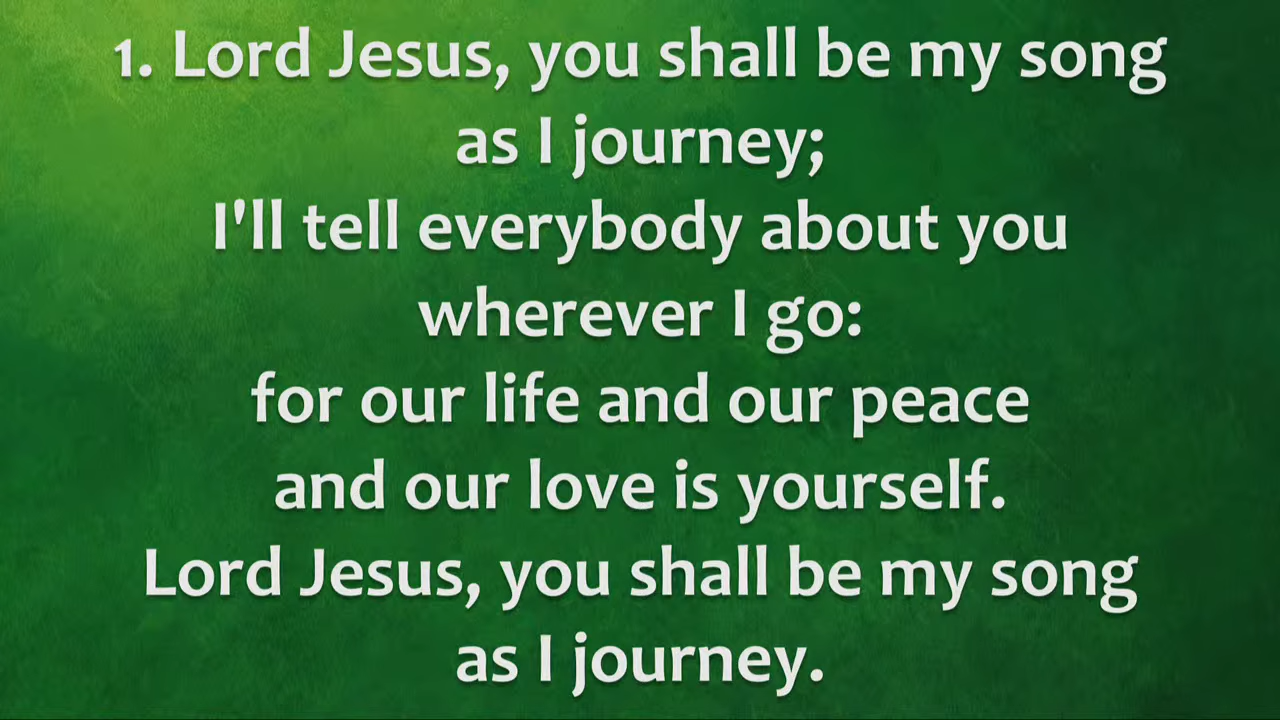 1. Lord Jesus, you shall be my song
as I journey;
I'll tell everybody about you
wherever I go:
for our life and our peace
and our love is yourself.
Lord Jesus, you shall be my song
as I journey.